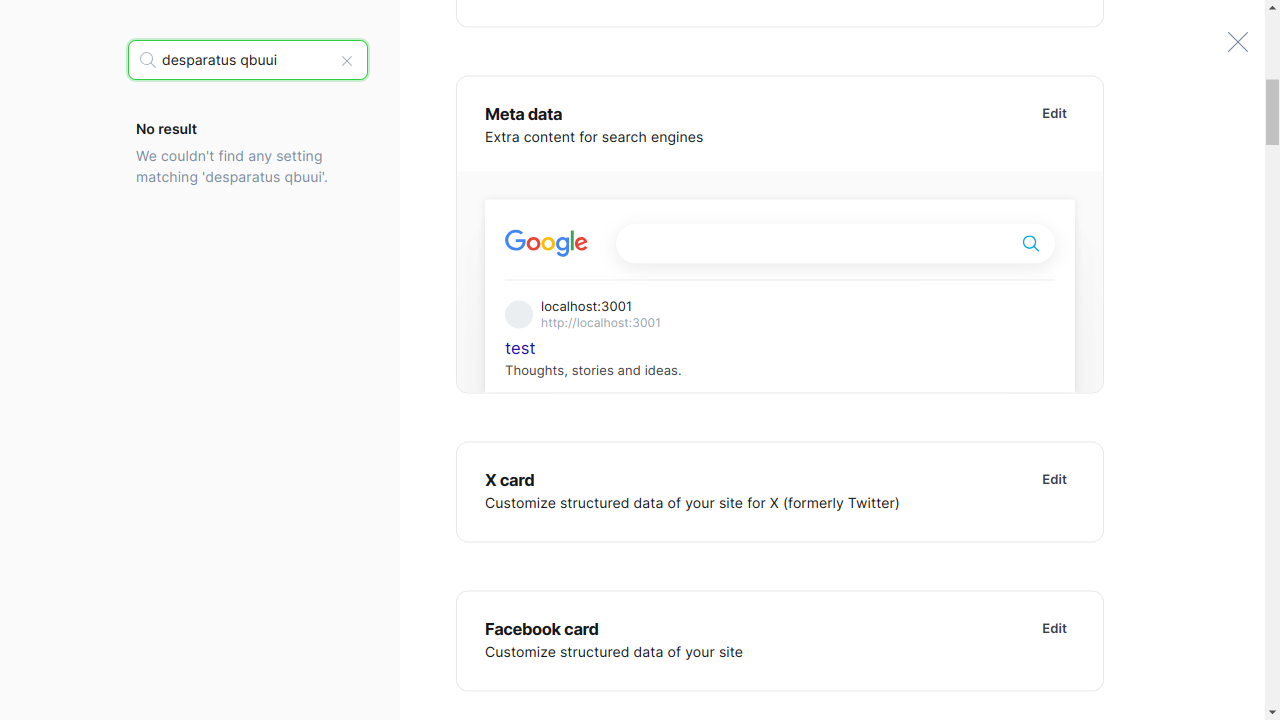 desparatus qbuui
No result
We couldn't find any setting
matching 'desparatus qbuui'.
Meta data
Edit
Extra content for search engines
Google
localhost:3001
http://localhost:3001
test
Thoughts, stories and ideas.
X card
Edit
Customize structured data of your site for X (formerly Twitter)
Facebook card
Edit
Customize structured data of your site